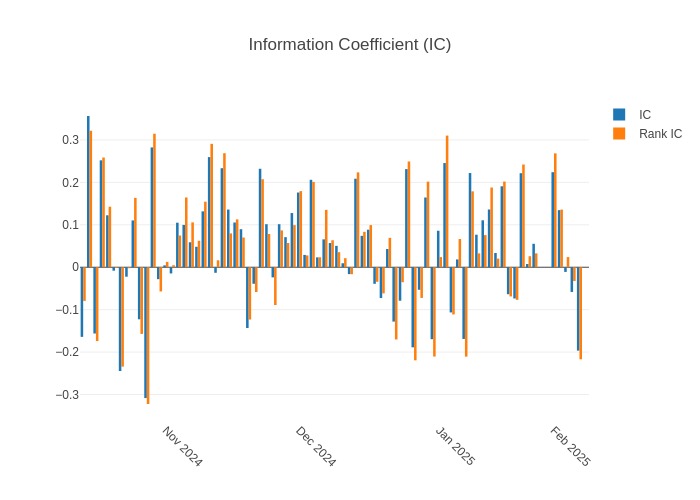 Information Coefficient (IC)
IC
Rank IC
0.3
0.2
0.1
0
−0.1
−0.2
−0.3
Nov 2024
Dec 2024
Jan 2025
Feb 2025